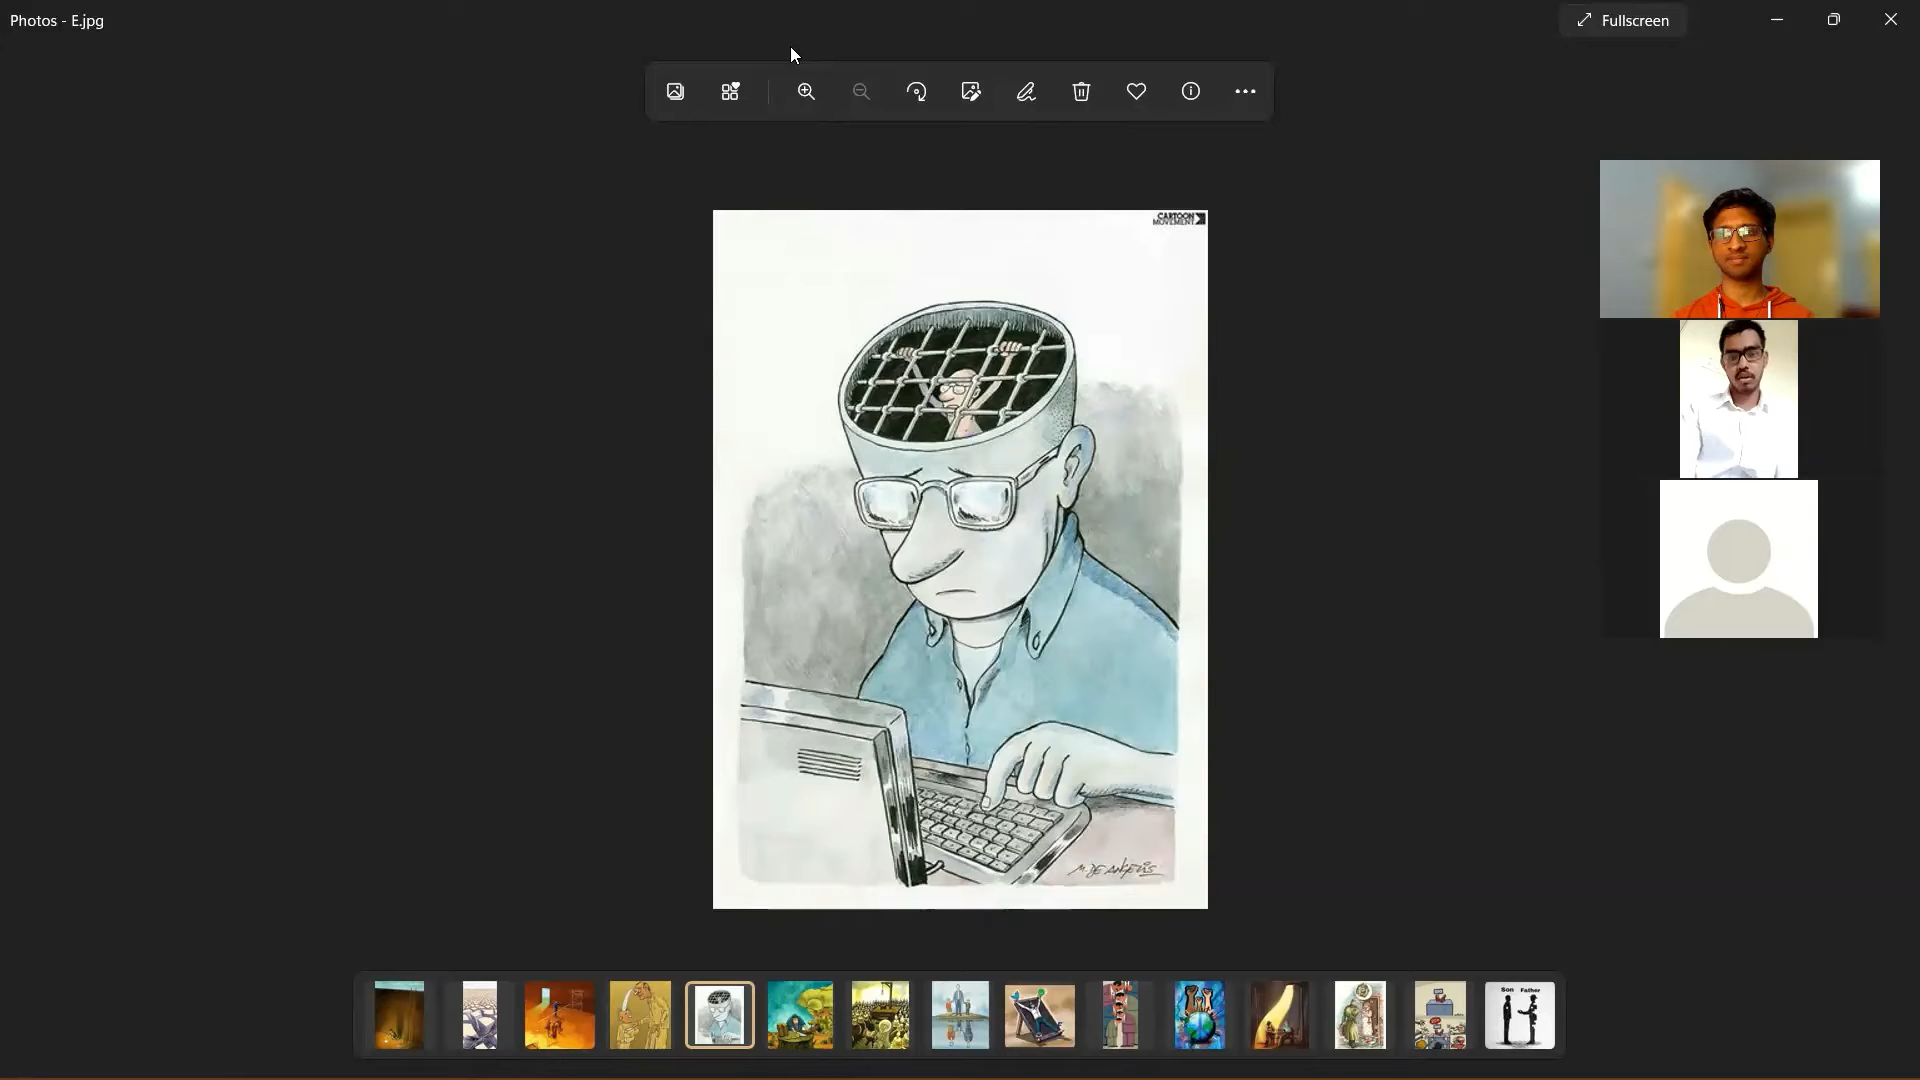 Photos - E.jpg
Fullscreen
CARTOON
MOVEMENT
M. DE ANGELIS
Son Father